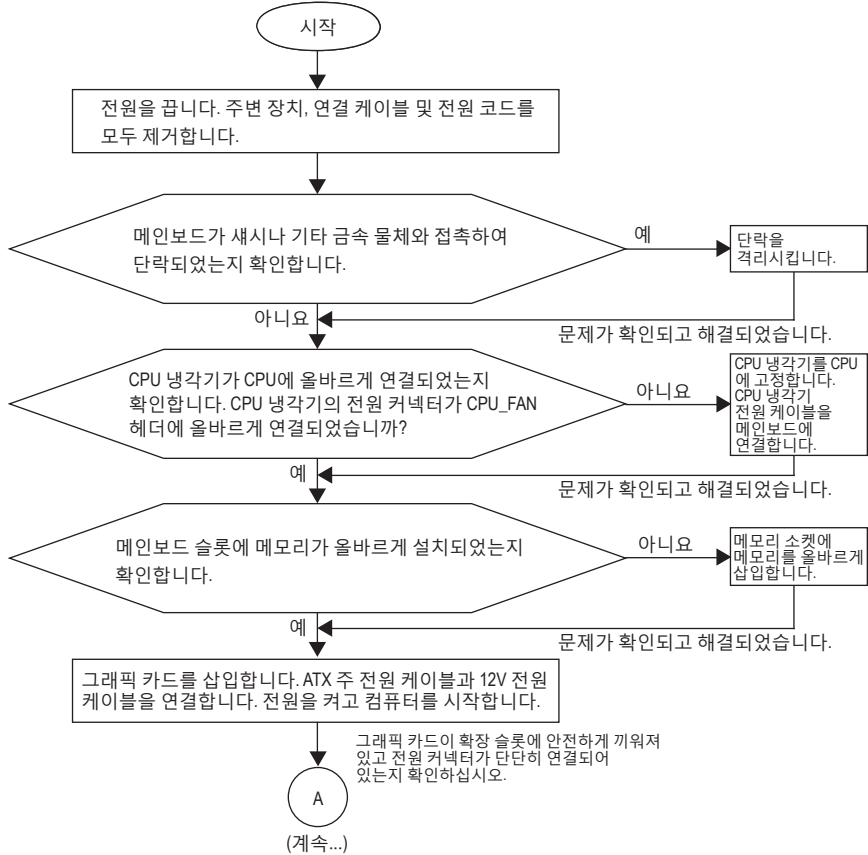 시작
전원을 끕니다. 주변 장치, 연결 케이블 및 전원 코드를
모두 제거합니다.
메인보드가 섀시나 기타 금속 물체와 접촉하여
단락되었는지 확인합니다.
예
단락을
격리시킵니다.
아니요
문제가 확인되고 해결되었습니다.
CPU 냉각기가 CPU에 올바르게 연결되었는지
확인합니다. CPU 냉각기의 전원 커넥터가 CPU_FAN
헤더에 올바르게 연결되었습니까?
아니요
CPU 냉각기를 CPU
에 고정합니다.
CPU 냉각기
전원 케이블을
메인보드에
연결합니다.
예
문제가 확인되고 해결되었습니다.
메인보드 슬롯에 메모리가 올바르게 설치되었는지
확인합니다.
아니요
메모리 소켓에
메모리를 올바르게
삽입합니다.
예
문제가 확인되고 해결되었습니다.
그래픽 카드를 삽입합니다. ATX 주 전원 케이블과 12V 전원
케이블을 연결합니다. 전원을 켜고 컴퓨터를 시작합니다.
그래픽 카드이 확장 슬롯에 안전하게 끼워져
있고 전원 커넥터가 단단히 연결되어
있는지 확인하십시오.
A
(계속...)